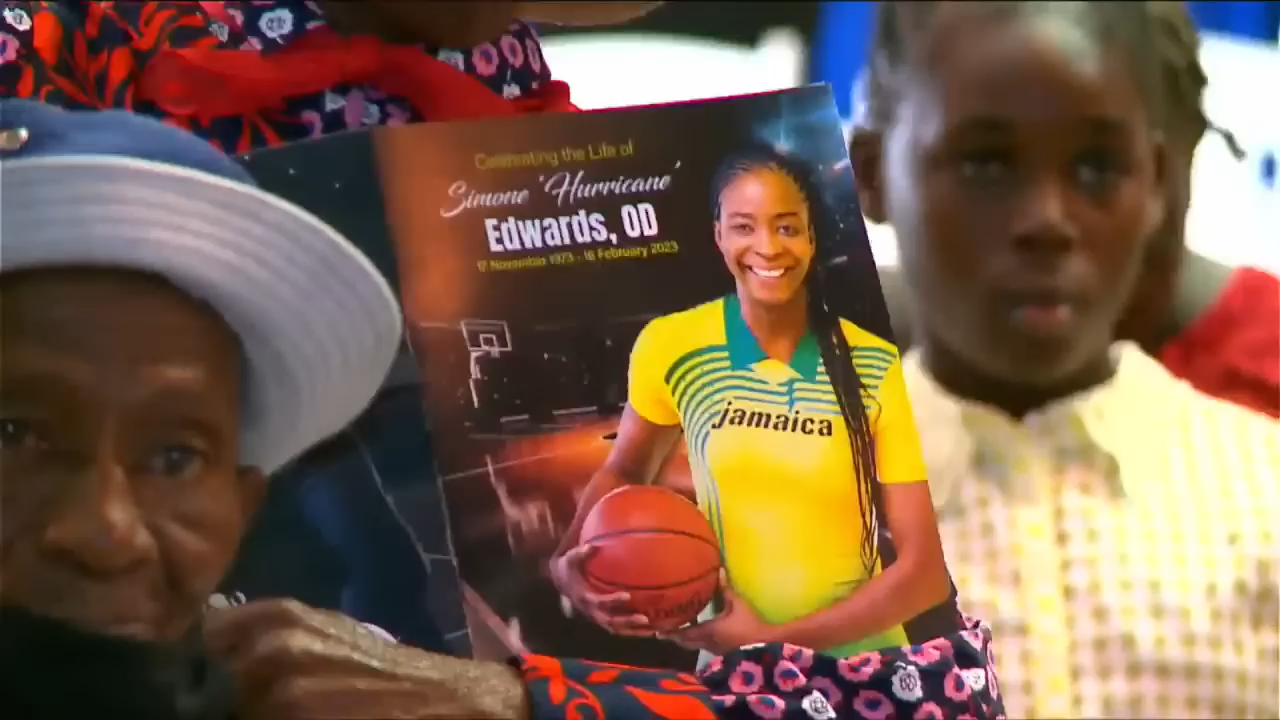 Celebrating the Life of
Simone 'Hurricane'
Edwards, OD
17 November 1973 - 16 February 2023
jamaica